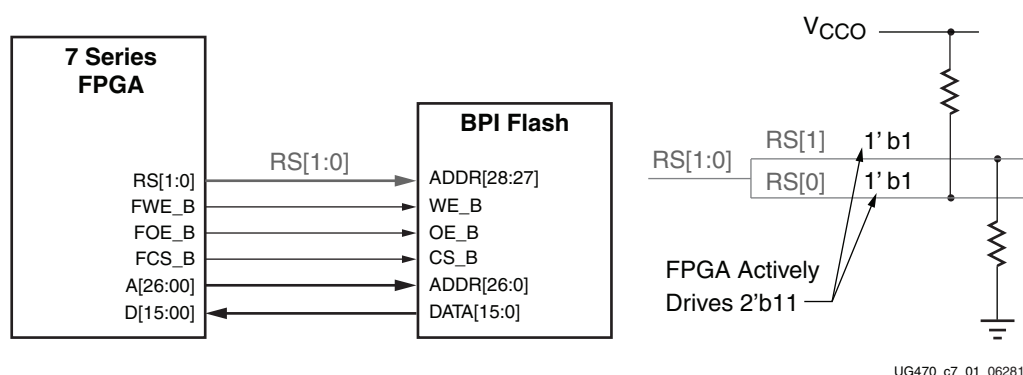 7 Series
FPGA
RS[1:0]
FWE_B
FOE_B
FCS_B
A[26:00]
D[15:00]
RS[1:0]
BPI Flash
ADDR[28:27]
WE_B
OE_B
CS_B
ADDR[26:0]
DATA[15:0]
VCCO
RS[1:0]
RS[1] 1' b1
RS[0] 1' b1
FPGA Actively
Drives 2'b11
UG470_c7_01_06281